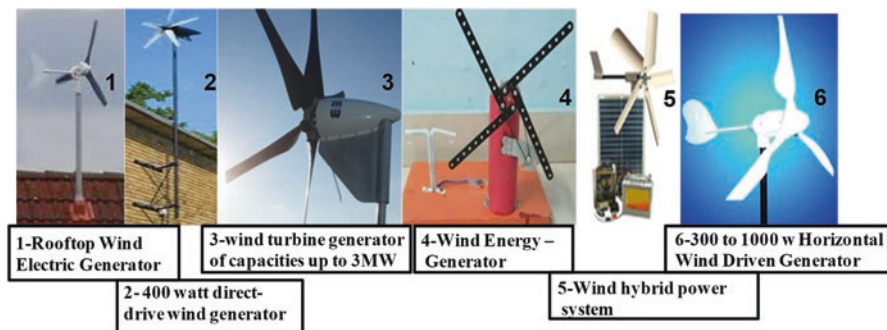 1
2
3
4
5
6
1-Rooftop Wind
Electric Generator
2- 400 watt direct-
drive wind generator
3-wind turbine generator
of capacities up to 3MW
4-Wind Energy –
Generator
5-Wind hybrid power
system
6-300 to 1000 w Horizontal
Wind Driven Generator